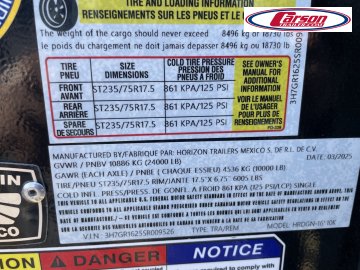 TIRE AND LOADING INFORMATION
RENSEIGNEMENTS SUR LES PNEUS ET LE
Carson
TRAILER
The weight of the cargo should never exceed 8496 kg or 18730 lbs
le poids du chargement ne doit jamais depasser 8496 kg ou 18730 lb
TIRE
PNEU
SIZE
DIMENSIONS
COLD TIRE PRESSURE
PRESSION DES
PNEUS A FROID
FRONT
AVANT
ST235/75R17.5
861 KPA/125 PSI
REAR
ARRIÈRE
ST235/75R17.5
861 KPA/125 PSI
SPARE
DE SECOURS
ST235/75R17.5
861 KPA/125 PSI
SEE OWNER'S
MANUAL FOR
ADDITIONAL
INFORMATION
VOIR LE MANUEL
DE L'USAGER
POUR PLUS DE
RENSEIGNEMENTS
3H7GR1625SR009526
MANUFACTURED BY/FABRIQUE PAR: HORIZON TRAILERS MEXICO S. DE R.L. DE C.V.
GVWR / PNBV 10886 KG (24000 LB)
DATE: 03/2025
GAWR (EACH AXLE) / PNBE (Chaque essieu) 4536 KG (10000 LB)
TIRE/PNEU ST235/75R17.5 RIM/JANTE 17.5"X 6.75" 6005 LBS
COLD INFL. PRESS/PRESS. DE GONFL. A FROID 861 KPA (125 PSI/LPC) SINGLE
V.I.N.: 3H7GR1625SR009526
TYPE: TRA/REM
MODEL: HRDGN-16'10K
DANGER
NOTICE